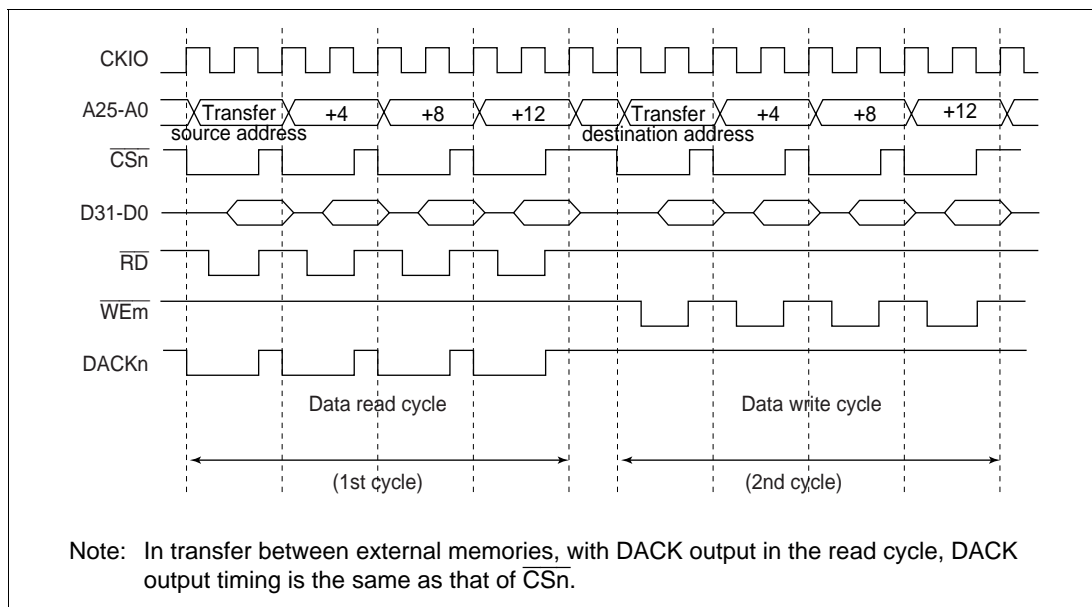 CKIO
A25-A0
Transfer source address
+4
+8
+12
Transfer destination address
+4
+8
+12
CSn
D31-D0
RD
WEm
DACKn
Data read cycle
Data write cycle
(1st cycle)
(2nd cycle)
Note: In transfer between external memories, with DACK output in the read cycle, DACK
output timing is the same as that of CSn.